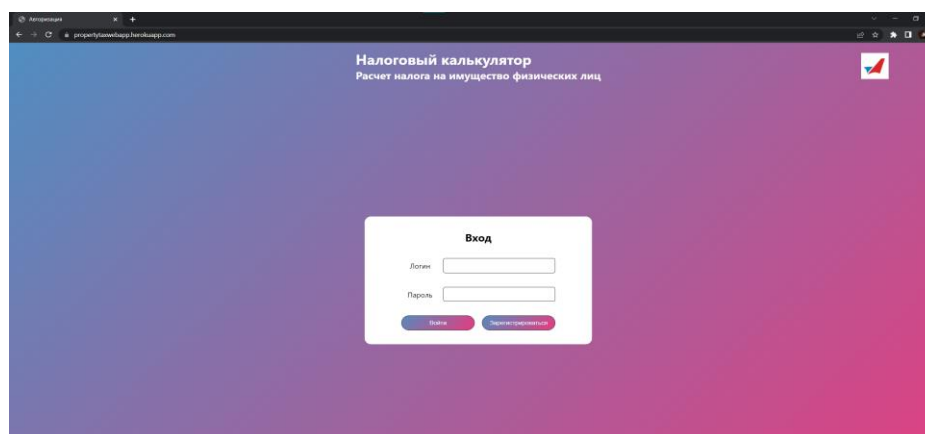 Авторизация
propertytaxwebapp.herokuapp.com
Налоговый калькулятор
Расчет налога на имущество физических лиц
Вход
Логин
Пароль
Войти Зарегистрироваться